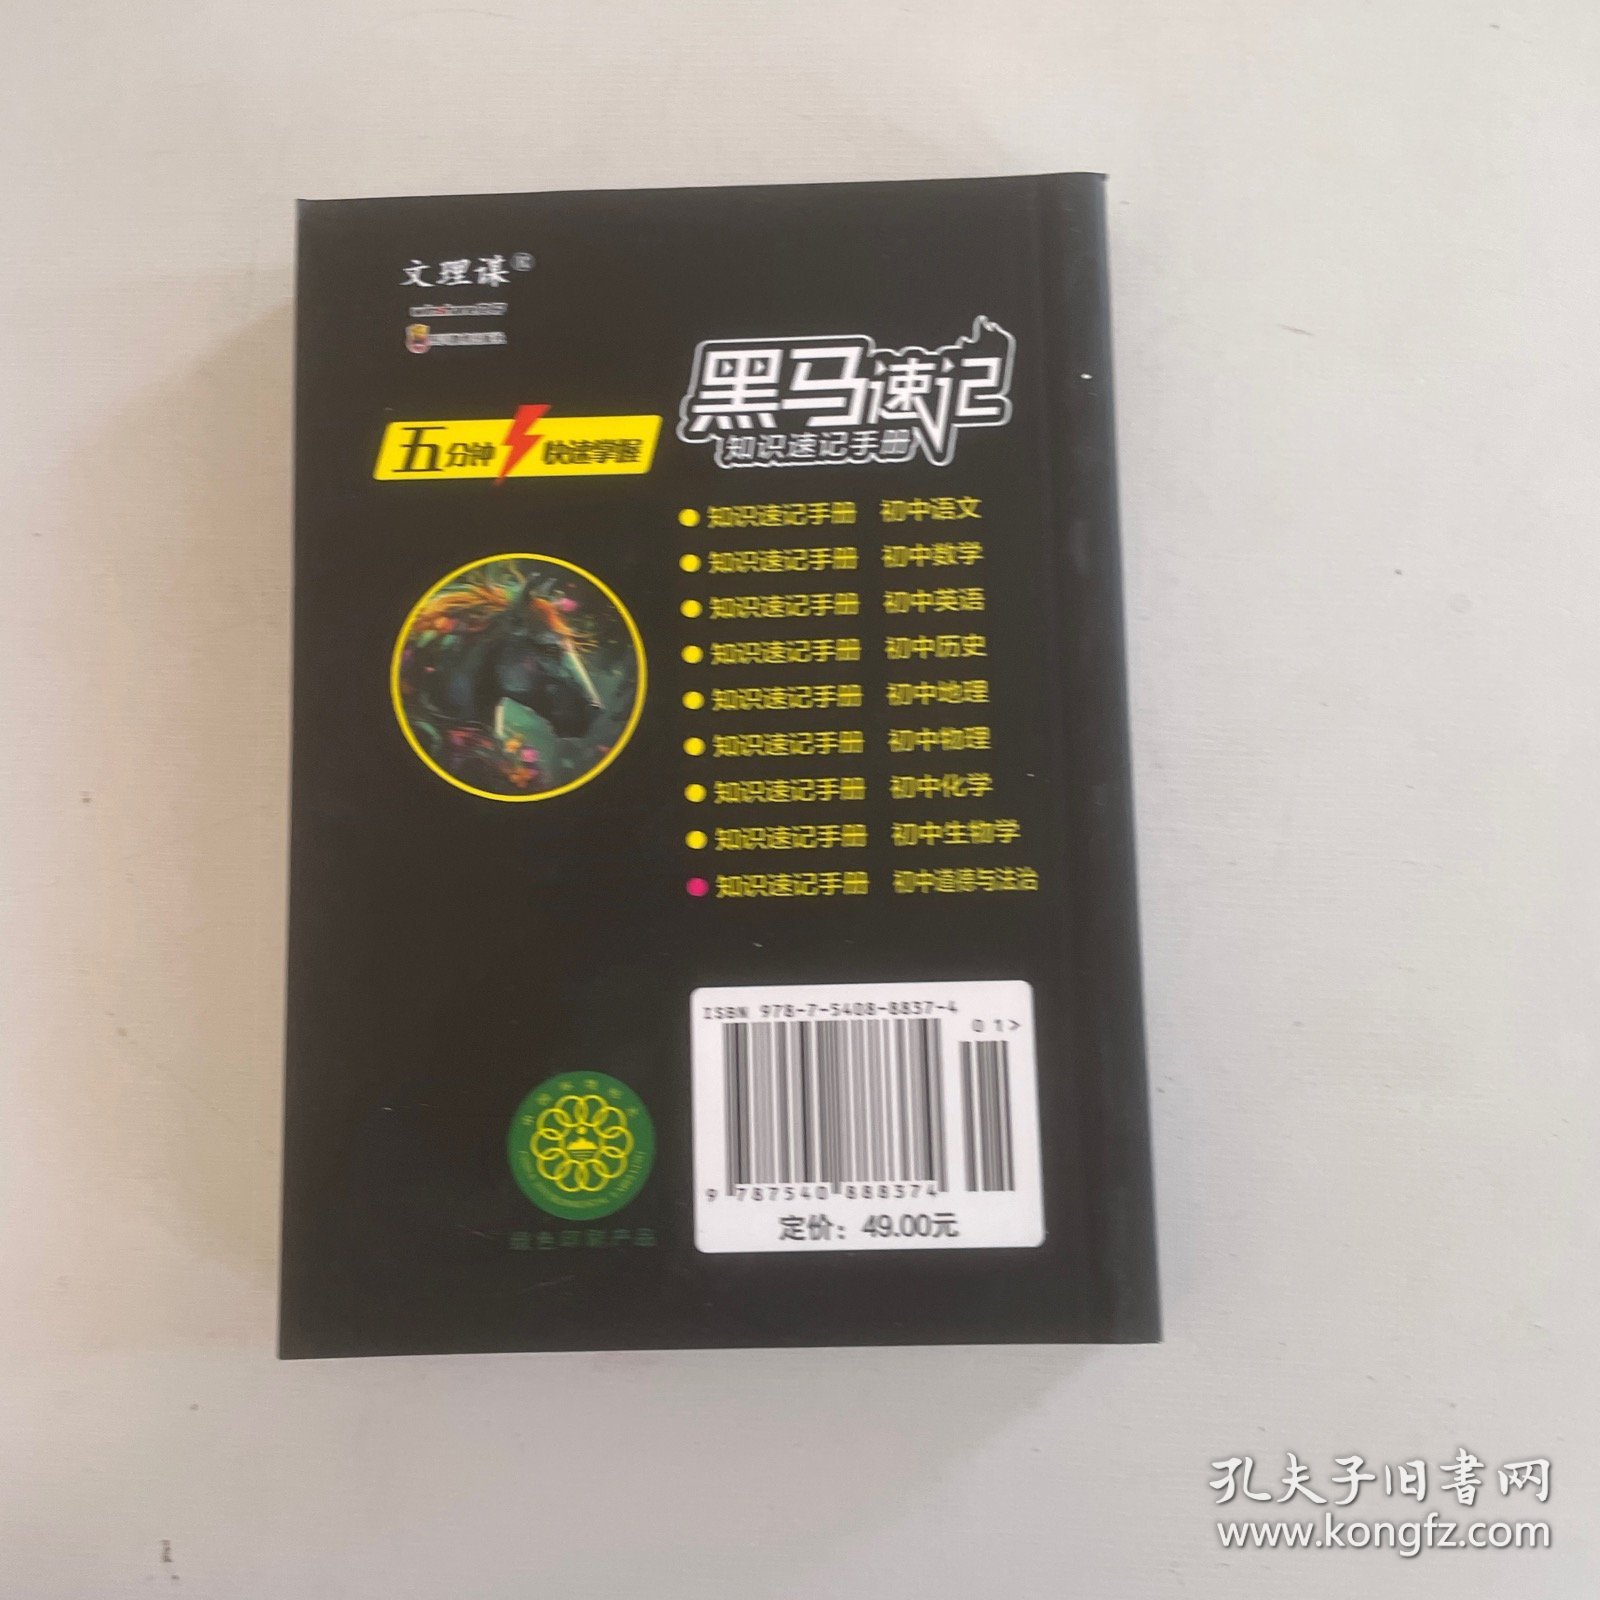 文理谋®
黑马速记
知识速记手册
五分钟 快速掌握
知识速记手册 初中语文
知识速记手册 初中数学
知识速记手册 初中英语
知识速记手册 初中历史
知识速记手册 初中地理
知识速记手册 初中物理
知识速记手册 初中化学
知识速记手册 初中生物学
知识速记手册 初中道德与法治
ISBN 978-7-5408-8837-4
01>
9 787540 888374
定价：49.00元
绿色印刷产品
孔夫子旧书网
www.kongfz.com